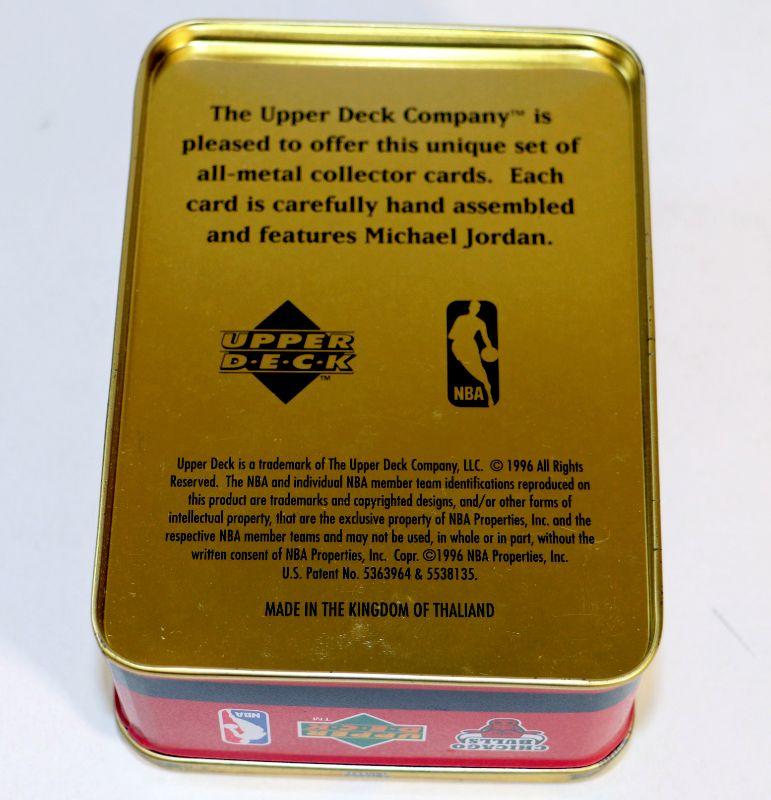 The Upper Deck Company™ is
pleased to offer this unique set of
all-metal collector cards. Each
card is carefully hand assembled
and features Michael Jordan.
UPPER
D·E·C·K
™
NBA
Upper Deck is a trademark of The Upper Deck Company, LLC. © 1996 All Rights
Reserved. The NBA and individual NBA member team identifications reproduced on
this product are trademarks and copyrighted designs, and/or other forms of
intellectual property, that are the exclusive property of NBA Properties, Inc. and the
respective NBA member teams and may not be used, in whole or in part, without the
written consent of NBA Properties, Inc. Copr. ©1996 NBA Properties, Inc.
U.S. Patent No. 5363964 & 5538135.
MADE IN THE KINGDOM OF THALIAND
NBA
UPPER
DECK
™
CHICAGO
BULLS